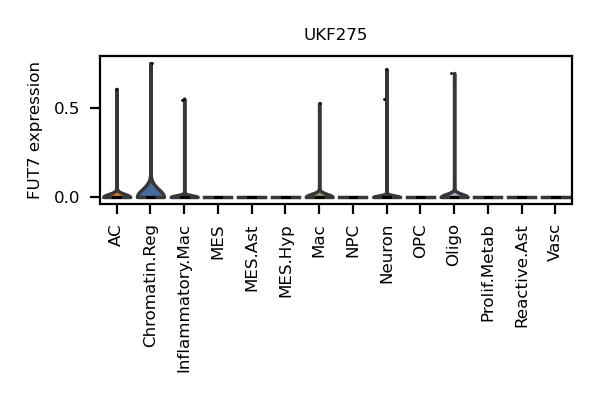 UKF275
FUT7 expression
0.5
0.0
AC
Chromatin.Reg
Inflammatory.Mac
MES
MES.Ast
MES.Hyp
Mac
NPC
Neuron
OPC
Oligo
Prolif.Metab
Reactive.Ast
Vasc